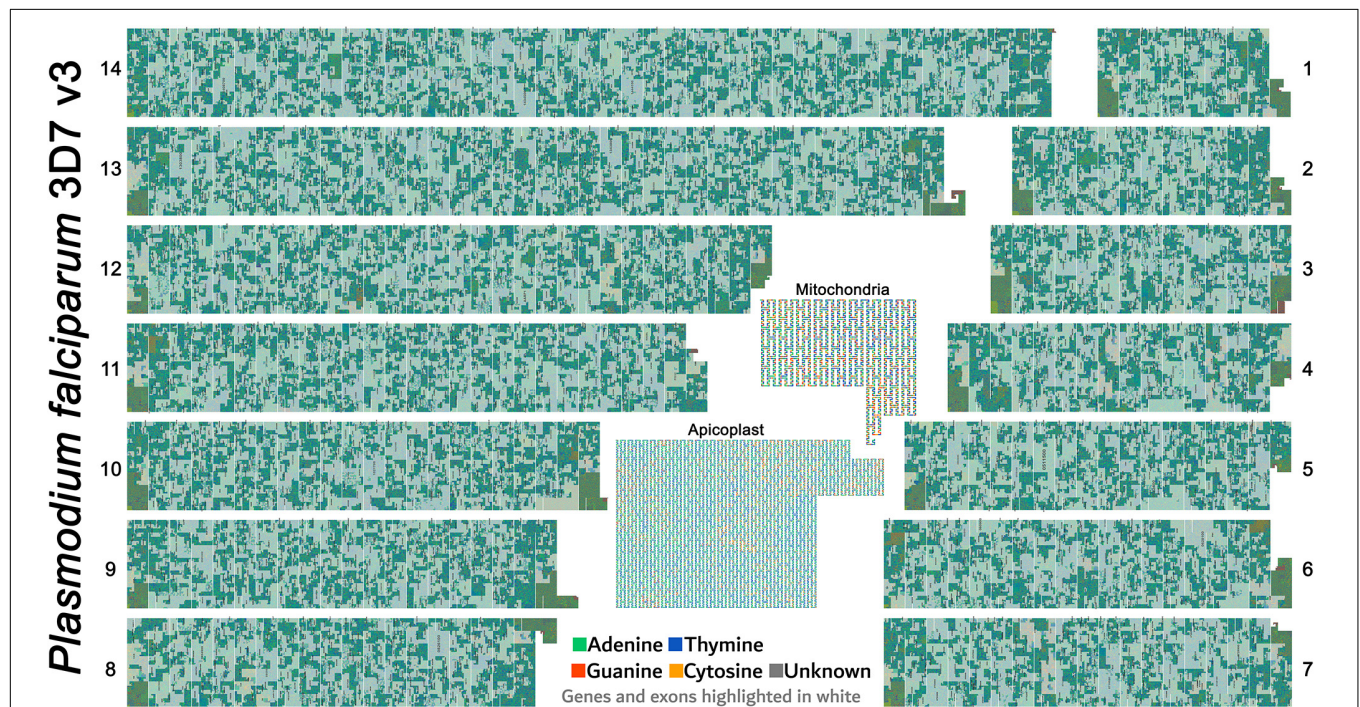 Plasmodium falciparum 3D7 v3
14
1
13
2
12
3
Mitochondria
11
4
Apicoplast
10
5
9
6
8
7
Adenine Thymine
Guanine Cytosine Unknown
Genes and exons highlighted in white